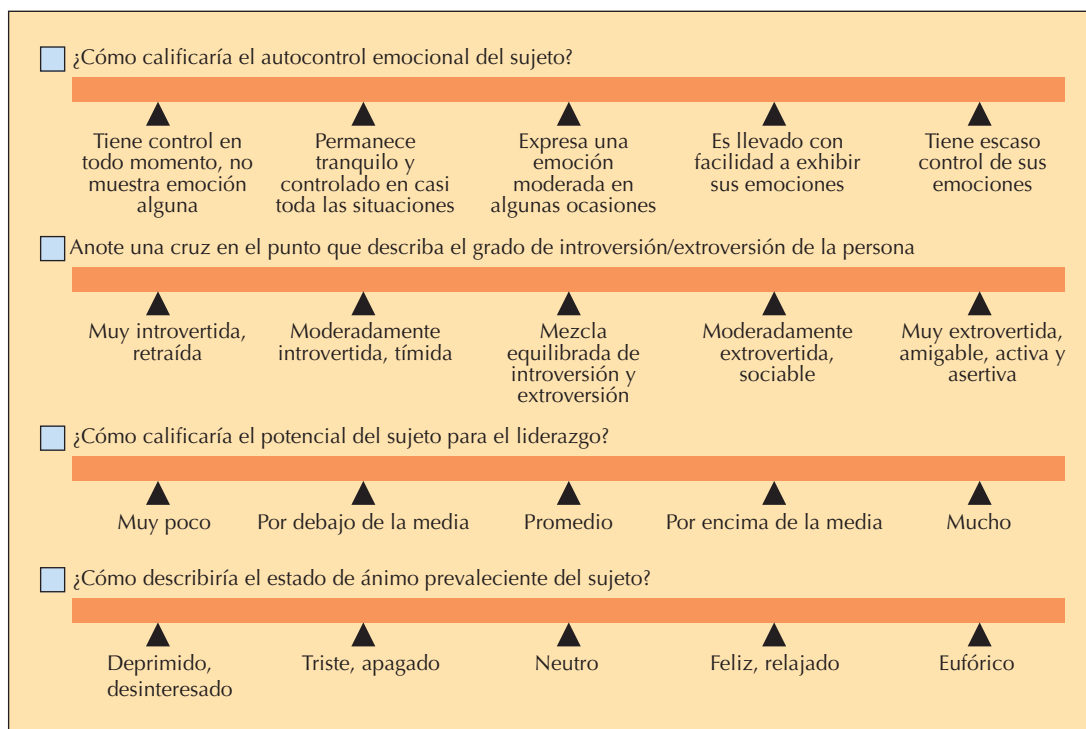 ¿Cómo calificaría el autocontrol emocional del sujeto?
Tiene control en
todo momento, no
muestra emoción
alguna
Permanece
tranquilo y
controlado en casi
toda las situaciones
Expresa una
emoción
moderada en
algunas ocasiones
Es llevado con
facilidad a exhibir
sus emociones
Tiene escaso
control de sus
emociones
Anote una cruz en el punto que describa el grado de introversión/extroversión de la persona
Muy introvertida,
retraída
Moderadamente
introvertida, tímida
Mezcla
equilibrada de
introversión y
extroversión
Moderadamente
extrovertida,
sociable
Muy extrovertida,
amigable, activa y
asertiva
¿Cómo calificaría el potencial del sujeto para el liderazgo?
Muy poco
Por debajo de la media
Promedio
Por encima de la media
Mucho
¿Cómo describiría el estado de ánimo prevaleciente del sujeto?
Deprimido,
desinteresado
Triste, apagado
Neutro
Feliz, relajado
Eufórico